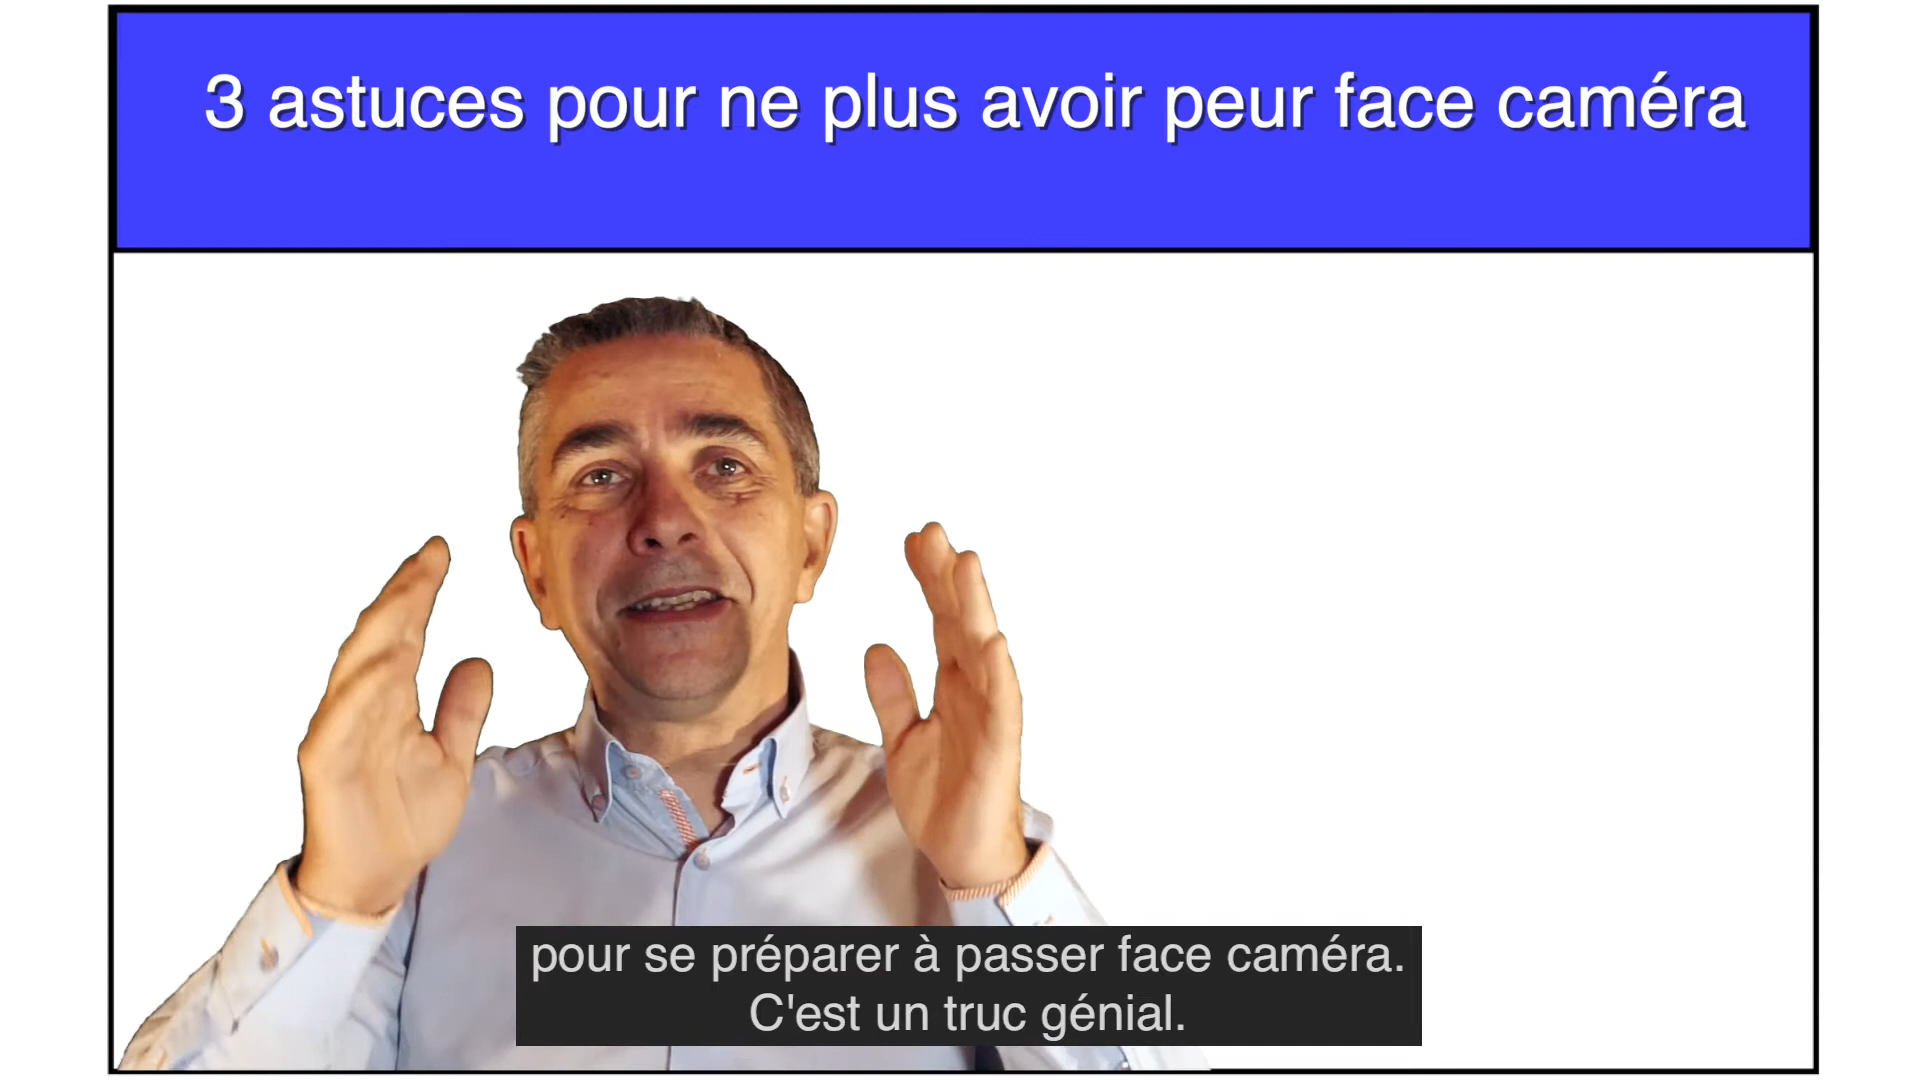 3 astuces pour ne plus avoir peur face caméra
pour se préparer à passer face caméra.
C'est un truc génial.